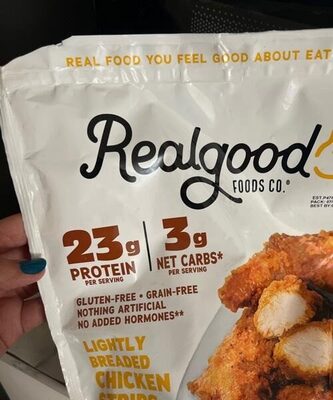 REAL FOOD YOU FEEL GOOD ABOUT EAT
Realgood
FOODS CO.®
23g
PROTEIN
PER SERVING
3g
NET CARBS*
PER SERVING
GLUTEN-FREE • GRAIN-FREE
NOTHING ARTIFICIAL
NO ADDED HORMONES**
LIGHTLY
BREADED
CHICKEN
STRIPS